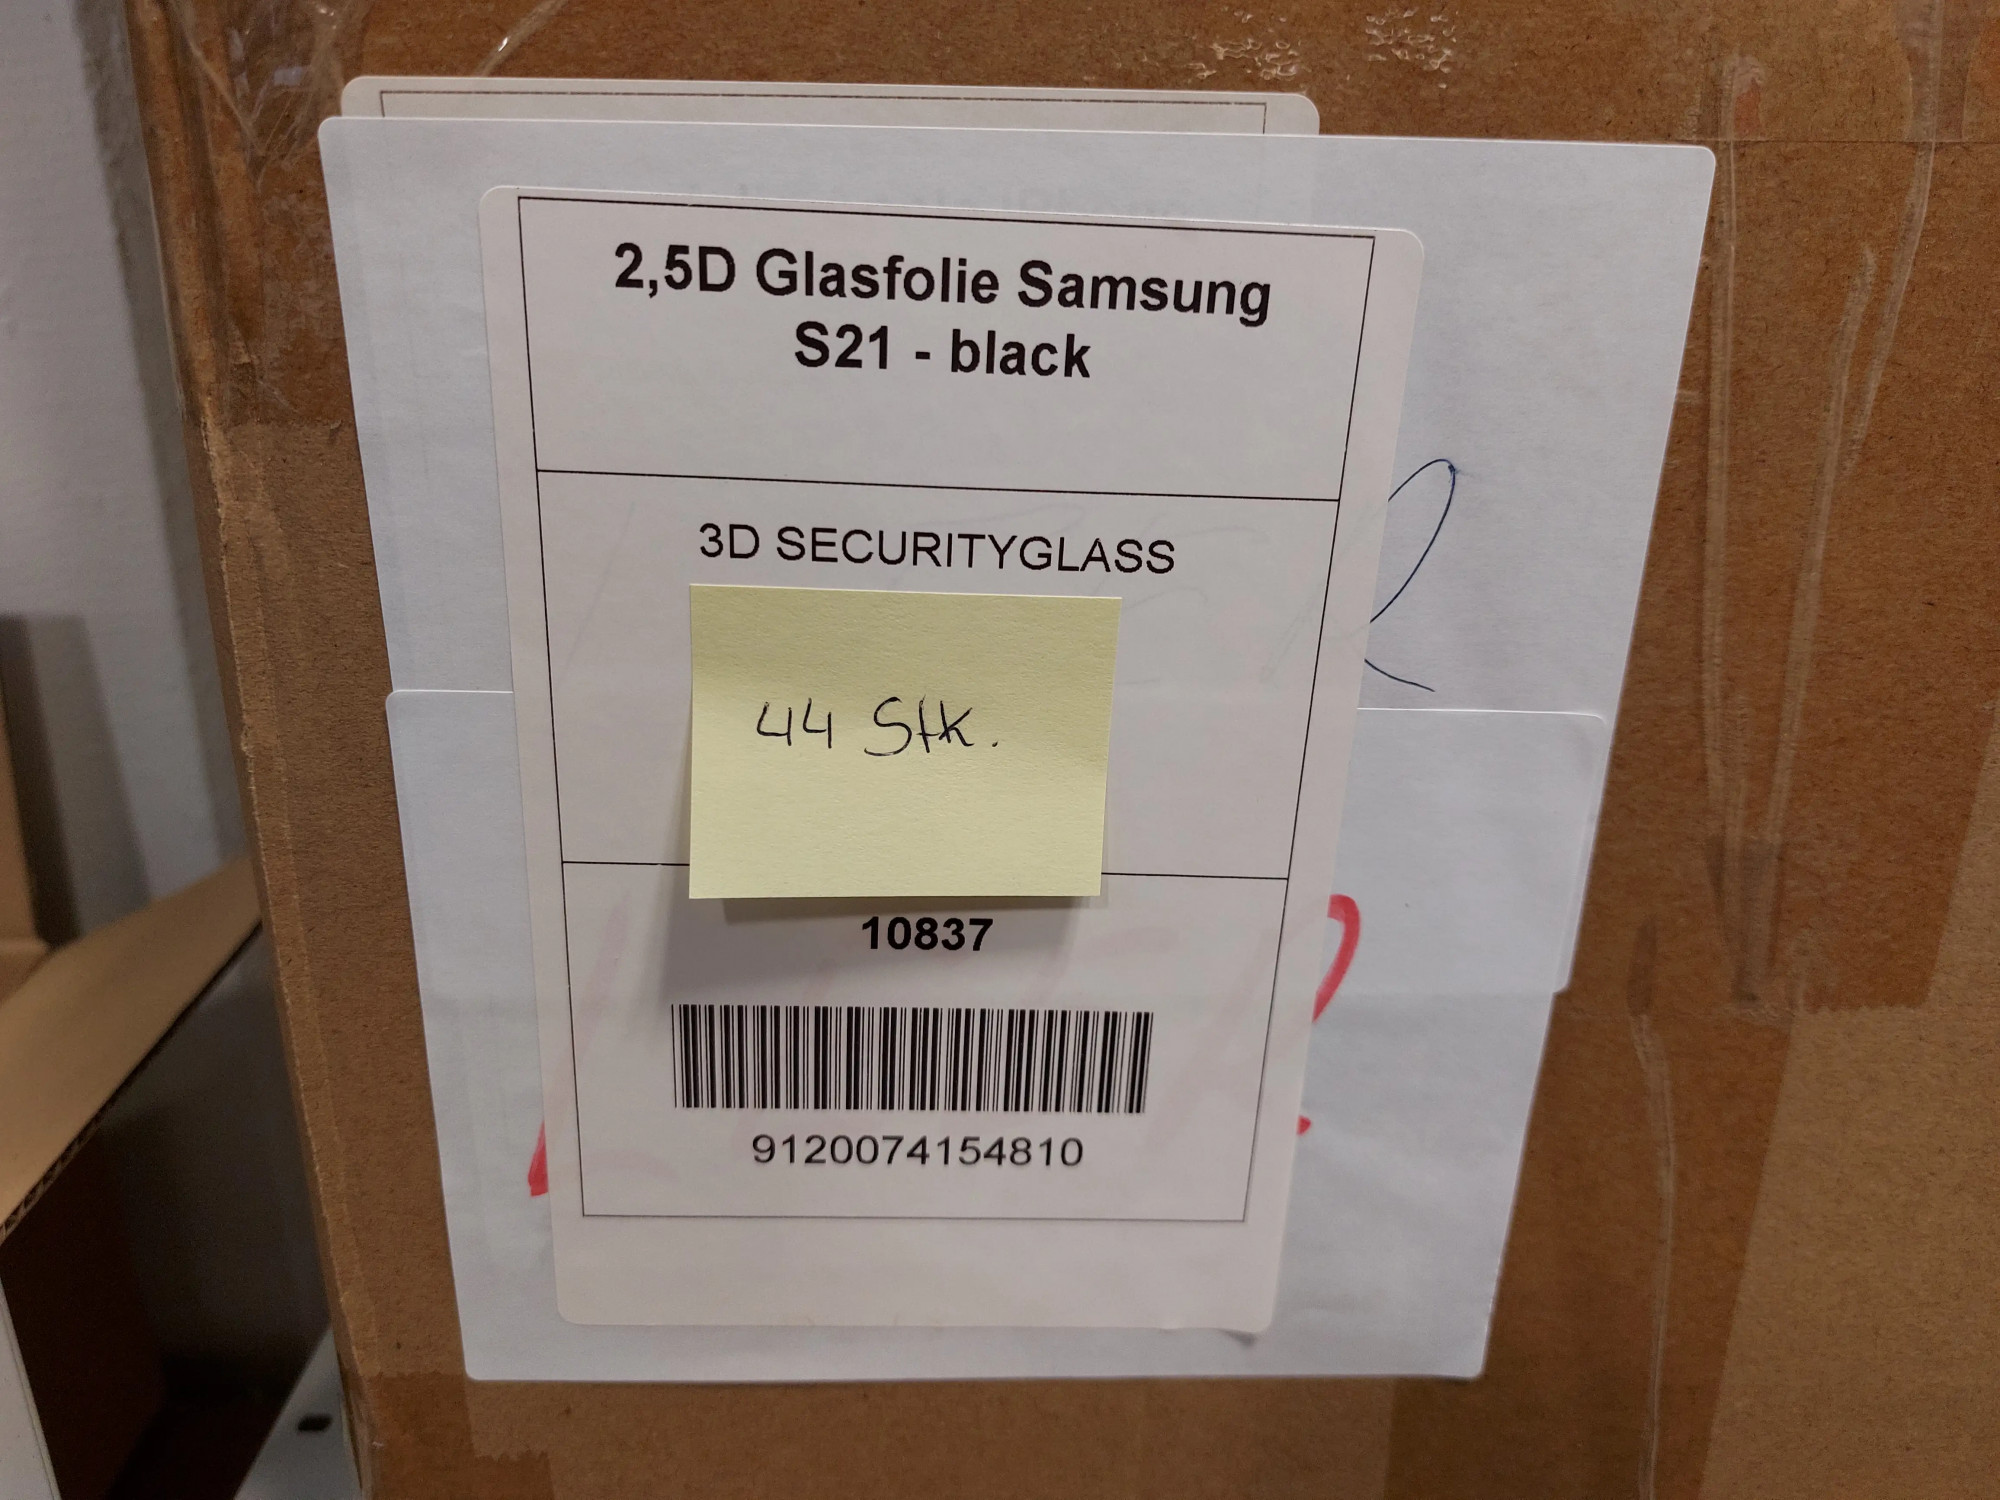 2,5D Glasfolie Samsung
S21 - black
3D SECURITYGLASS
44 Stk.
10837
9120074154810